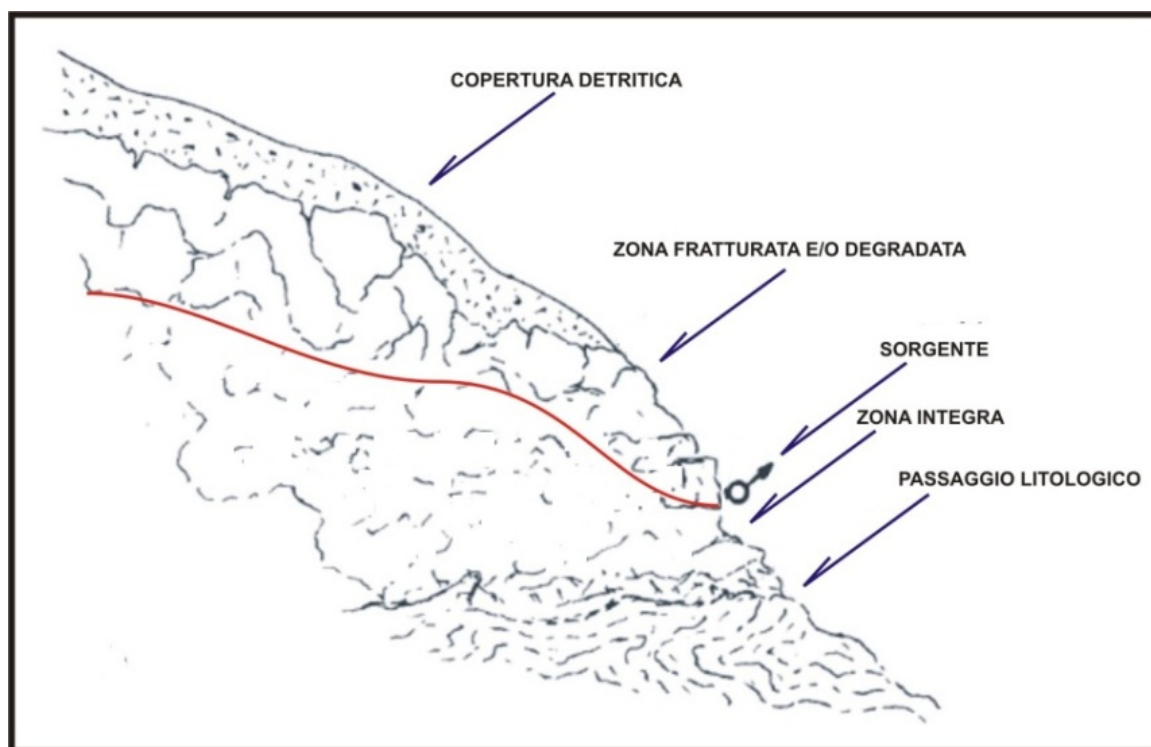 COPERTURA DETRITICA
ZONA FRATTURATA E/O DEGRADATA
SORGENTE
ZONA INTEGRA
PASSAGGIO LITOLOGICO